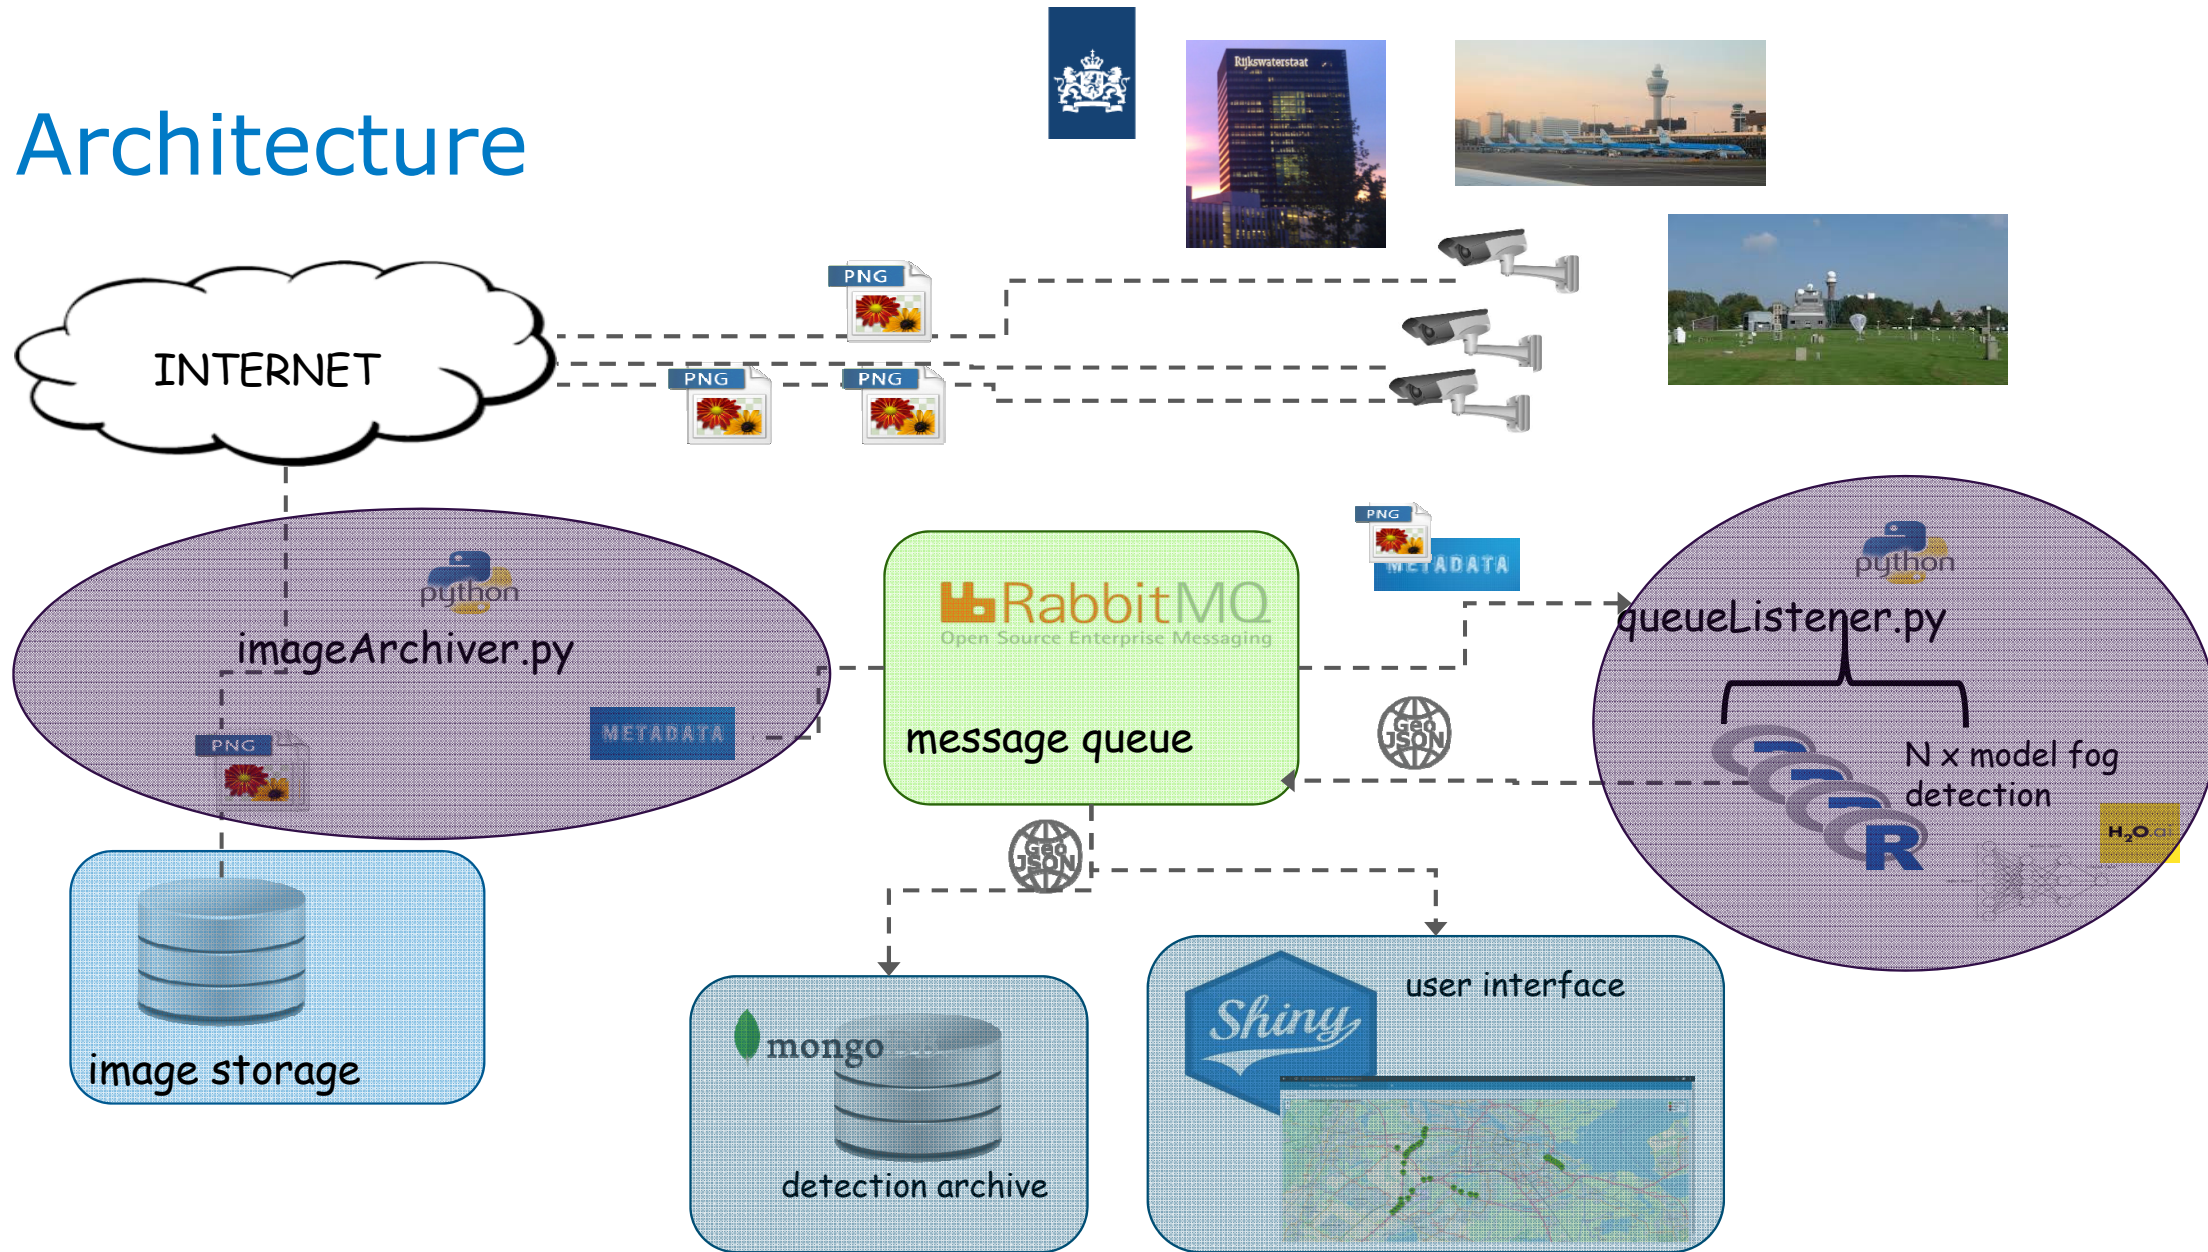 Architecture
Rijkswaterstaat
INTERNET
PNG
PNG
PNG
python
imageArchiver.py
PNG
METADATA
RabbitMQ
Open Source Enterprise Messaging
message queue
PNG
METADATA
python
queueListener.py
Geo
JSON
N x model fog
detection
R
H2O.ai
Geo
JSON
image storage
mongo
detection archive
Shiny
user interface